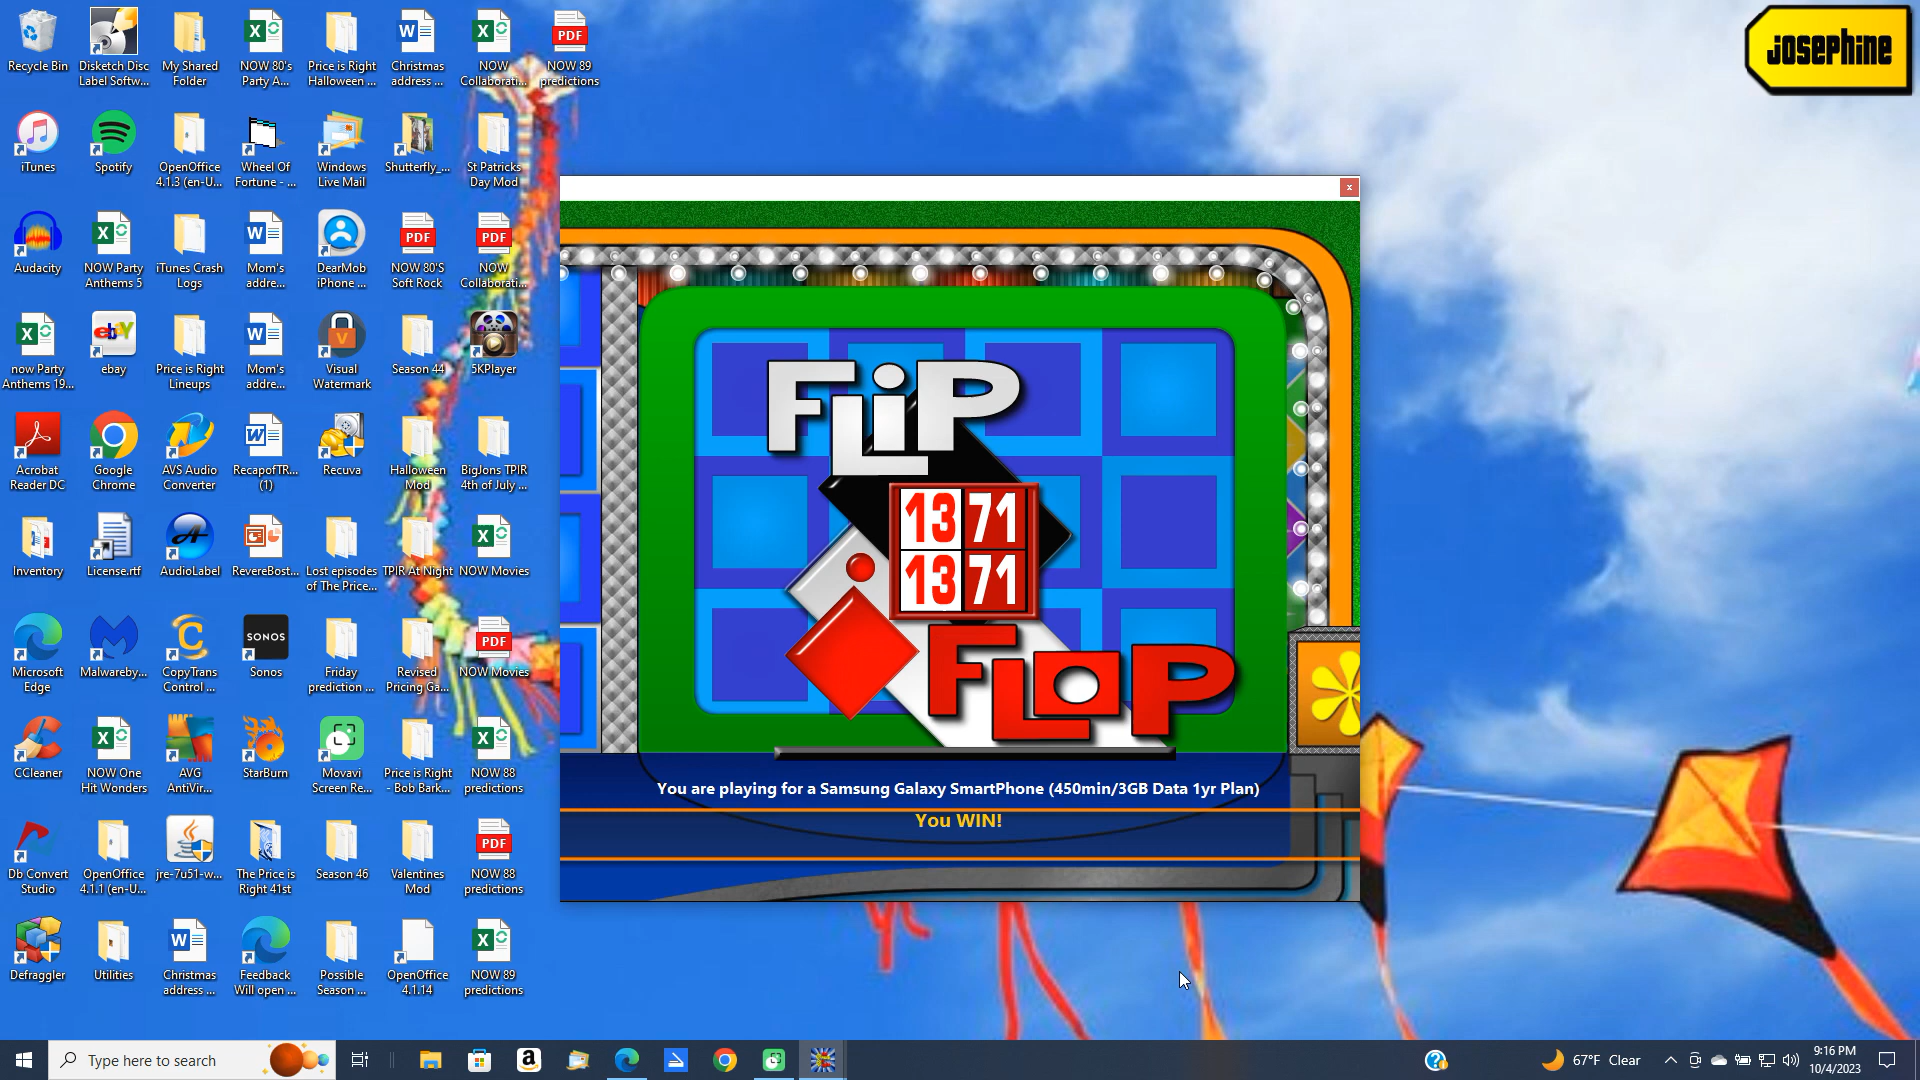 Recycle Bin
Disketch Disc
Label Softw...
My Shared
Folder
NOW 80's
Party A...
Price is Right
Halloween ...
Christmas
address ...
NOW
Collaborati...
PDF
NOW 89
predictions
Josephine
iTunes
Spotify
OpenOffice
4.1.3 (en-U...
Wheel Of
Fortune - ...
Windows
Live Mail
Shutterfly_...
St Patricks
Day Mod
Audacity
NOW Party
Anthems 5
iTunes Crash
Logs
Mom's
addre...
DearMob
iPhone ...
PDF
NOW 80'S
Soft Rock
PDF
NOW
Collaborati...
now Party
Anthems 19...
ebay
ebay
Price is Right
Lineups
Mom's
addre...
Visual
Watermark
Season 44
5KPlayer
Acrobat
Reader DC
Google
Chrome
AVS Audio
Converter
RecapofTR...
(1)
Recuva
Halloween
Mod
BigJons TPIR
4th of July ...
Inventory
License.rtf
AudioLabel
RevereBost...
Lost episodes
of The Price...
TPIR At Night
NOW Movies
Microsoft
Edge
Malwareby...
CopyTrans
Control ...
SONOS
Sonos
Friday
prediction ...
Revised
Pricing Ga...
PDF
NOW Movies
CCleaner
NOW One
Hit Wonders
AVG
AntiVir...
StarBurn
Movavi
Screen Re...
Price is Right
- Bob Bark...
NOW 88
predictions
Db Convert
Studio
OpenOffice
4.1.1 (en-U...
jre-7u51-w...
The Price is
Right 41st
Season 46
Valentines
Mod
PDF
NOW 88
predictions
Defraggler
Utilities
Christmas
address ...
Feedback
Will open ...
Possible
Season ...
OpenOffice
4.1.14
NOW 89
predictions
FLiP
13 71
13 71
FLOP
You are playing for a Samsung Galaxy SmartPhone (450min/3GB Data 1yr Plan)
You WIN!
Type here to search
67°F Clear
9:16 PM
10/4/2023